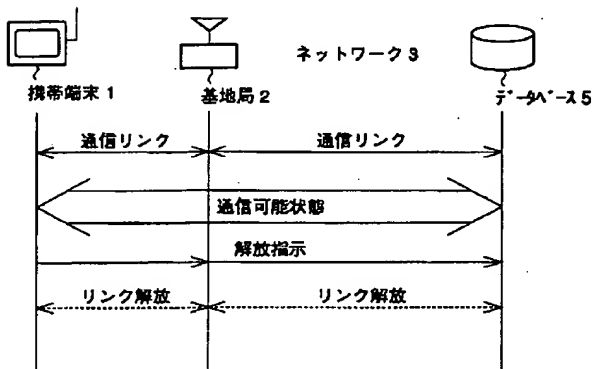 ネットワーク3
携帯端末1
基地局2
データベース5
通信リンク
通信リンク
通信可能状態
解放指示
リンク解放
リンク解放